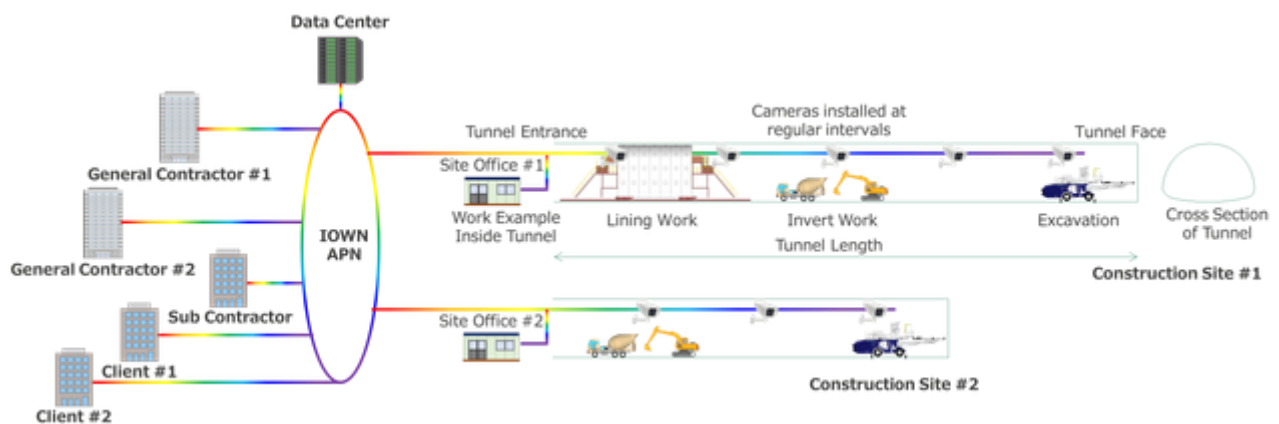 Data Center
General Contractor #1
General Contractor #2
Sub Contractor
Client #1
Client #2
IOWN
APN
Tunnel Entrance
Site Office #1
Work Example
Inside Tunnel
Cameras installed at
regular intervals
Tunnel Face
Lining Work
Invert Work
Excavation
Cross Section
of Tunnel
Tunnel Length
Construction Site #1
Site Office #2
Construction Site #2